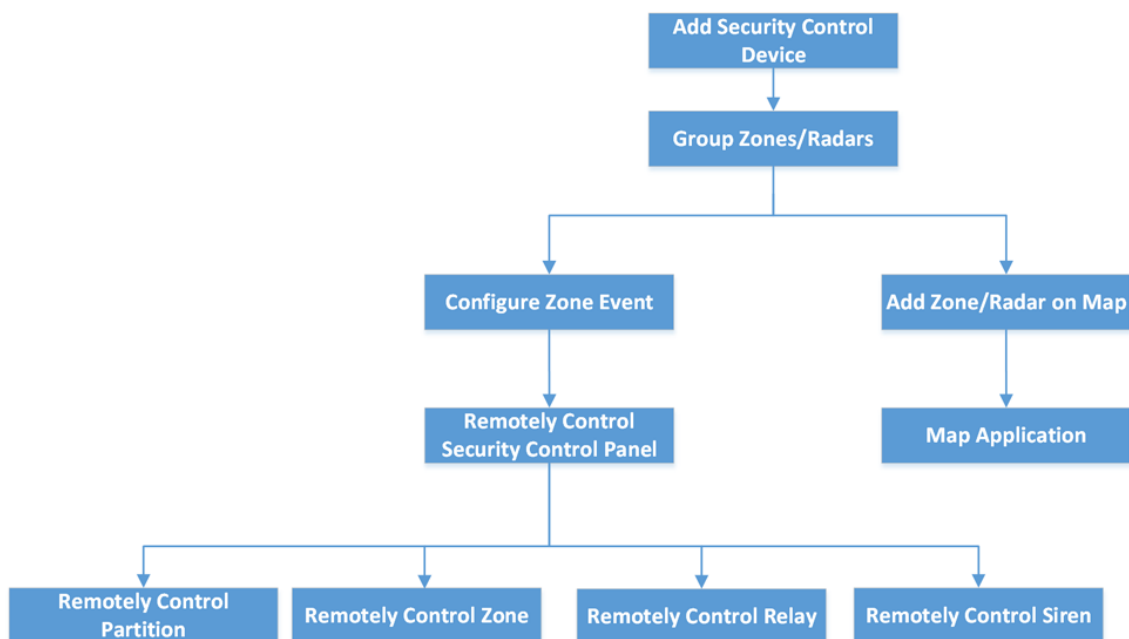 Add Security Control
Device
Group Zones/Radars
Configure Zone Event
Add Zone/Radar on Map
Remotely Control
Security Control Panel
Map Application
Remotely Control
Partition
Remotely Control Zone
Remotely Control Relay
Remotely Control Siren